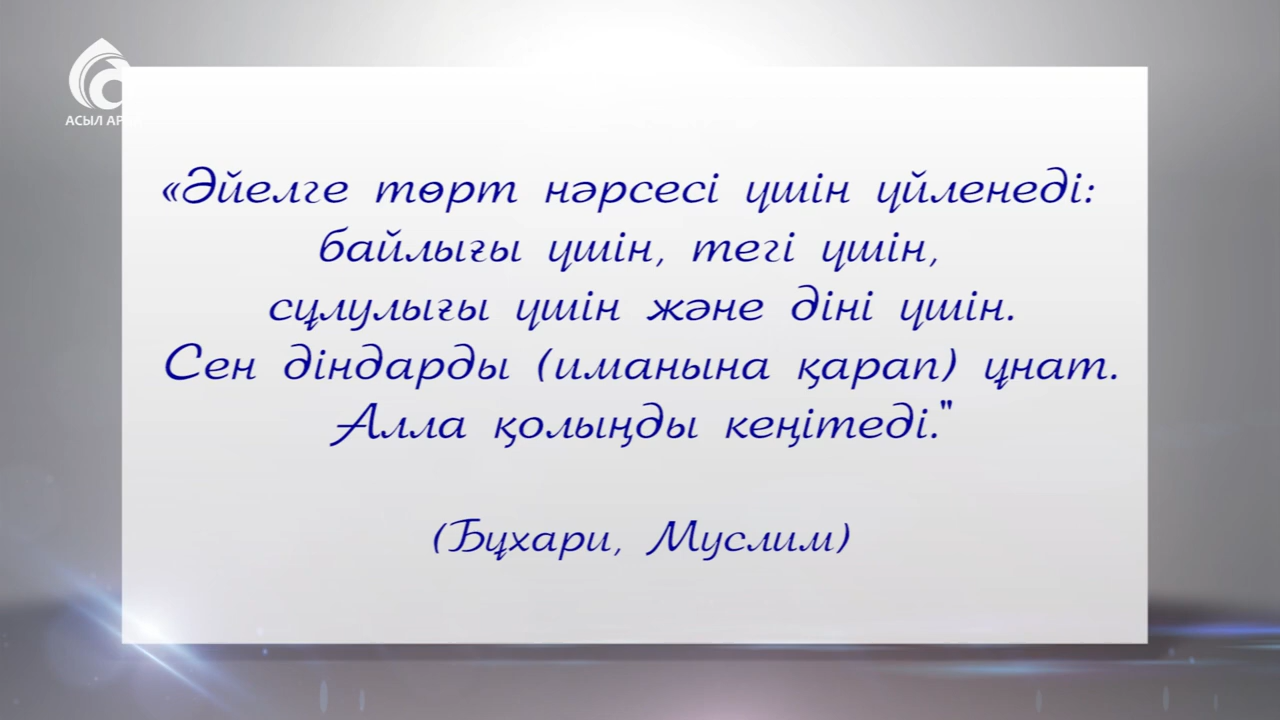 АСЫЛ АР
«Әйелге төрт нәрсесі үшін үйленеді:
байлығы үшін, тегі үшін,
сұлулығы үшін және діні үшін.
Сен діндарды (иманына қарап) ұнат.
Алла қолыңды кеңітеді."
(Бұхари, Муслим)